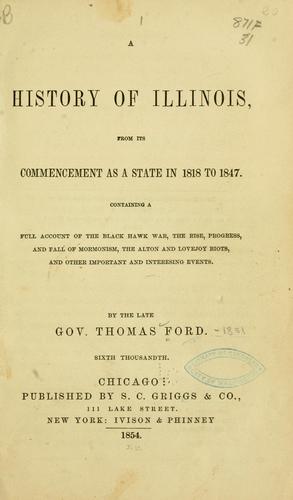 871F
31
A
HISTORY OF ILLINOIS,
FROM ITS
COMMENCEMENT AS A STATE IN 1818 TO 1847.
CONTAINING A
FULL ACCOUNT OF THE BLACK HAWK WAR, THE RISE, PROGRESS,
AND FALL OF MORMONISM, THE ALTON AND LOVEJOY RIOTS,
AND OTHER IMPORTANT AND INTERESING EVENTS.
BY THE LATE
GOV. THOMAS FORD.
SIXTH THOUSANDTH.
CHICAGO:
PUBLISHED BY S. C. GRIGGS & CO.,
111 LAKE STREET.
NEW YORK: IVISON & PHINNEY
1854.